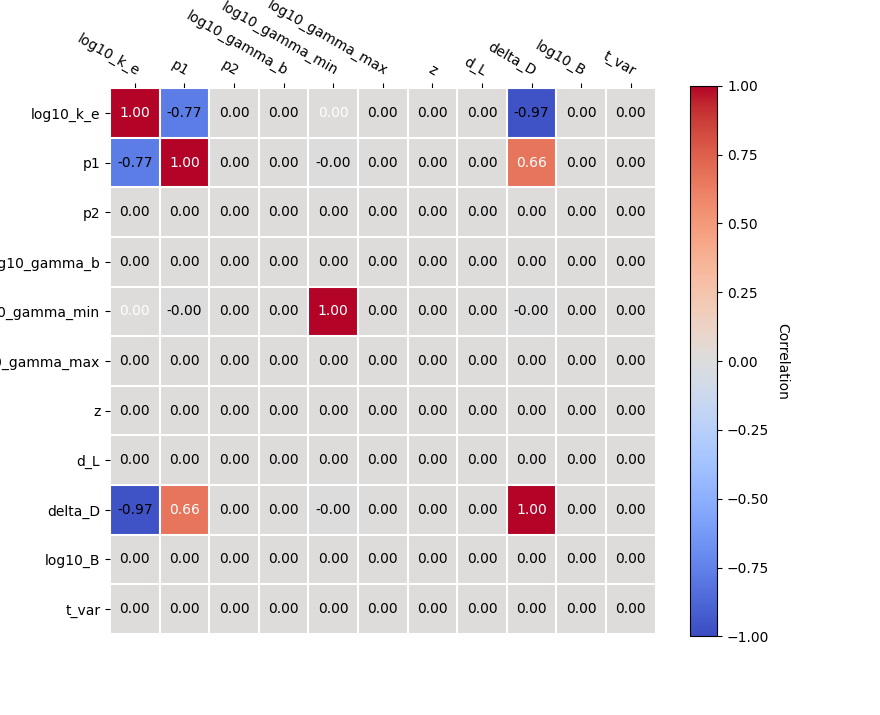 log10_k_e p1 p2 log10_gamma_b log10_gamma_min log10_gamma_max z d_L delta_D log10_B t_var
log10_k_e 1.00 -0.77 0.00 0.00 0.00 0.00 0.00 0.00 -0.97 0.00 0.00
p1 -0.77 1.00 0.00 0.00 -0.00 0.00 0.00 0.00 0.66 0.00 0.00
p2 0.00 0.00 0.00 0.00 0.00 0.00 0.00 0.00 0.00 0.00 0.00
g10_gamma_b 0.00 0.00 0.00 0.00 0.00 0.00 0.00 0.00 0.00 0.00 0.00
0_gamma_min 0.00 -0.00 0.00 0.00 1.00 0.00 0.00 0.00 -0.00 0.00 0.00
0_gamma_max 0.00 0.00 0.00 0.00 0.00 0.00 0.00 0.00 0.00 0.00 0.00
z 0.00 0.00 0.00 0.00 0.00 0.00 0.00 0.00 0.00 0.00 0.00
d_L 0.00 0.00 0.00 0.00 0.00 0.00 0.00 0.00 0.00 0.00 0.00
delta_D -0.97 0.66 0.00 0.00 -0.00 0.00 0.00 0.00 1.00 0.00 0.00
log10_B 0.00 0.00 0.00 0.00 0.00 0.00 0.00 0.00 0.00 0.00 0.00
t_var 0.00 0.00 0.00 0.00 0.00 0.00 0.00 0.00 0.00 0.00 0.00
1.00
0.75
0.50
0.25
0.00
−0.25
−0.50
−0.75
−1.00
Correlation